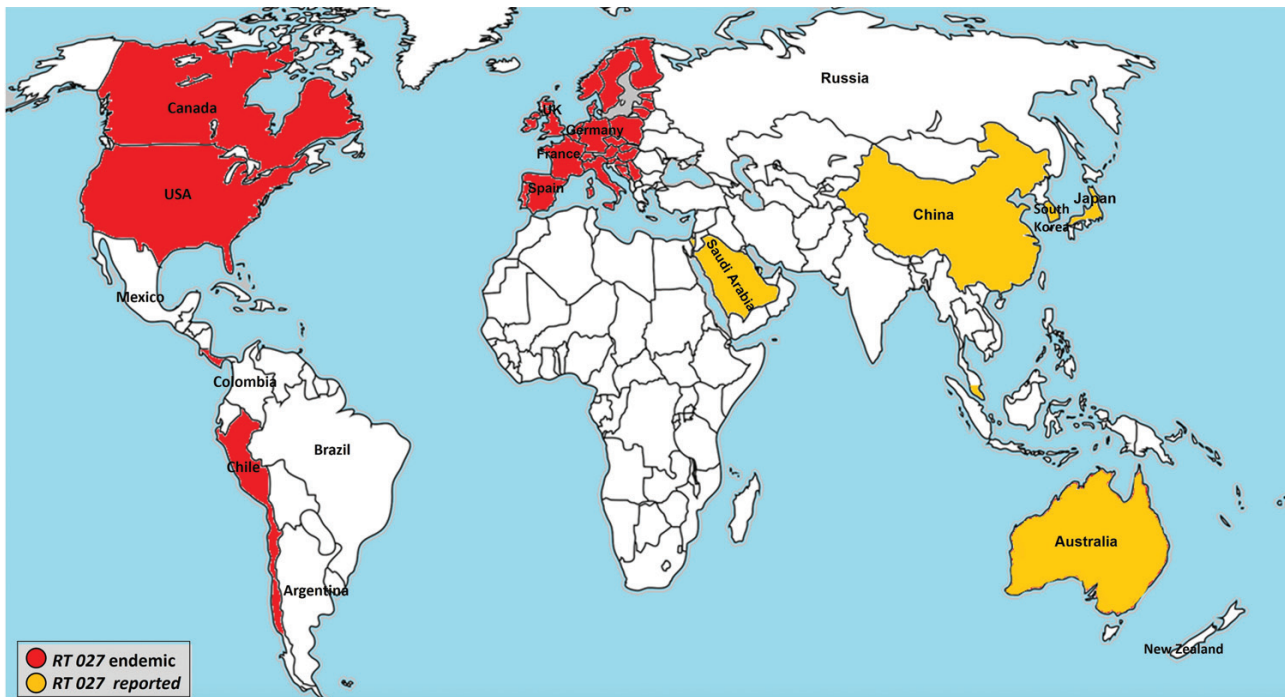 Russia
Canada
UK
Germany
France
USA
Spain
China
South
Korea
Japan
Saudi Arabia
Mexico
Colombia
Brazil
Chile
Australia
Argentina
New Zealand
RT 027 endemic
RT 027 reported